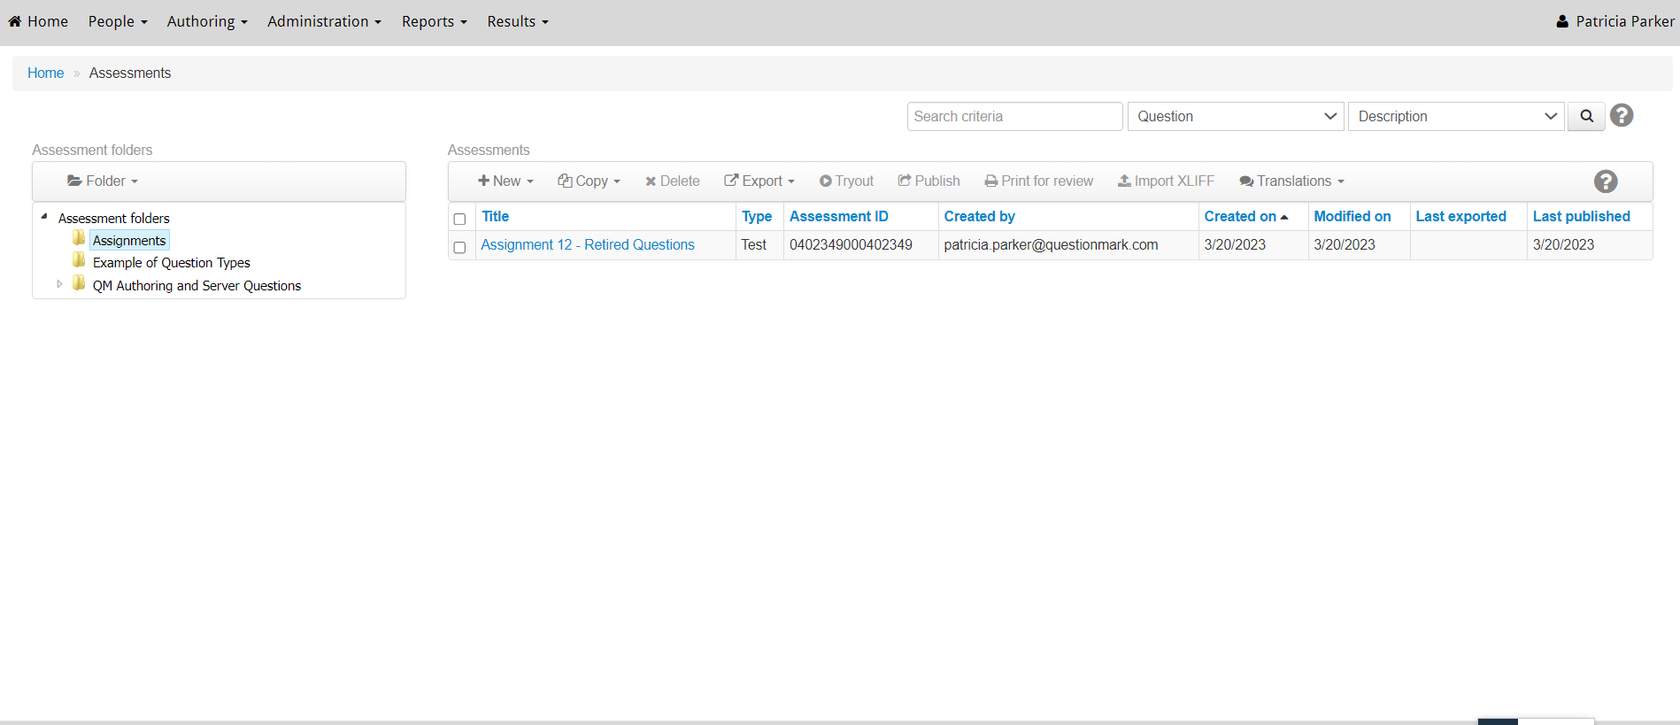 Home People Authoring Administration Reports Results Patricia Parker
Home » Assessments
Search criteria Question Description ?
Assessment folders
Folder
Assessment folders
Assignments
Example of Question Types
QM Authoring and Server Questions
Assessments
New Copy Delete Export Tryout Publish Print for review Import XLIFF Translations ?
Title Type Assessment ID Created by Created on Modified on Last exported Last published
Assignment 12 - Retired Questions Test 0402349000402349 patricia.parker@questionmark.com 3/20/2023 3/20/2023 3/20/2023